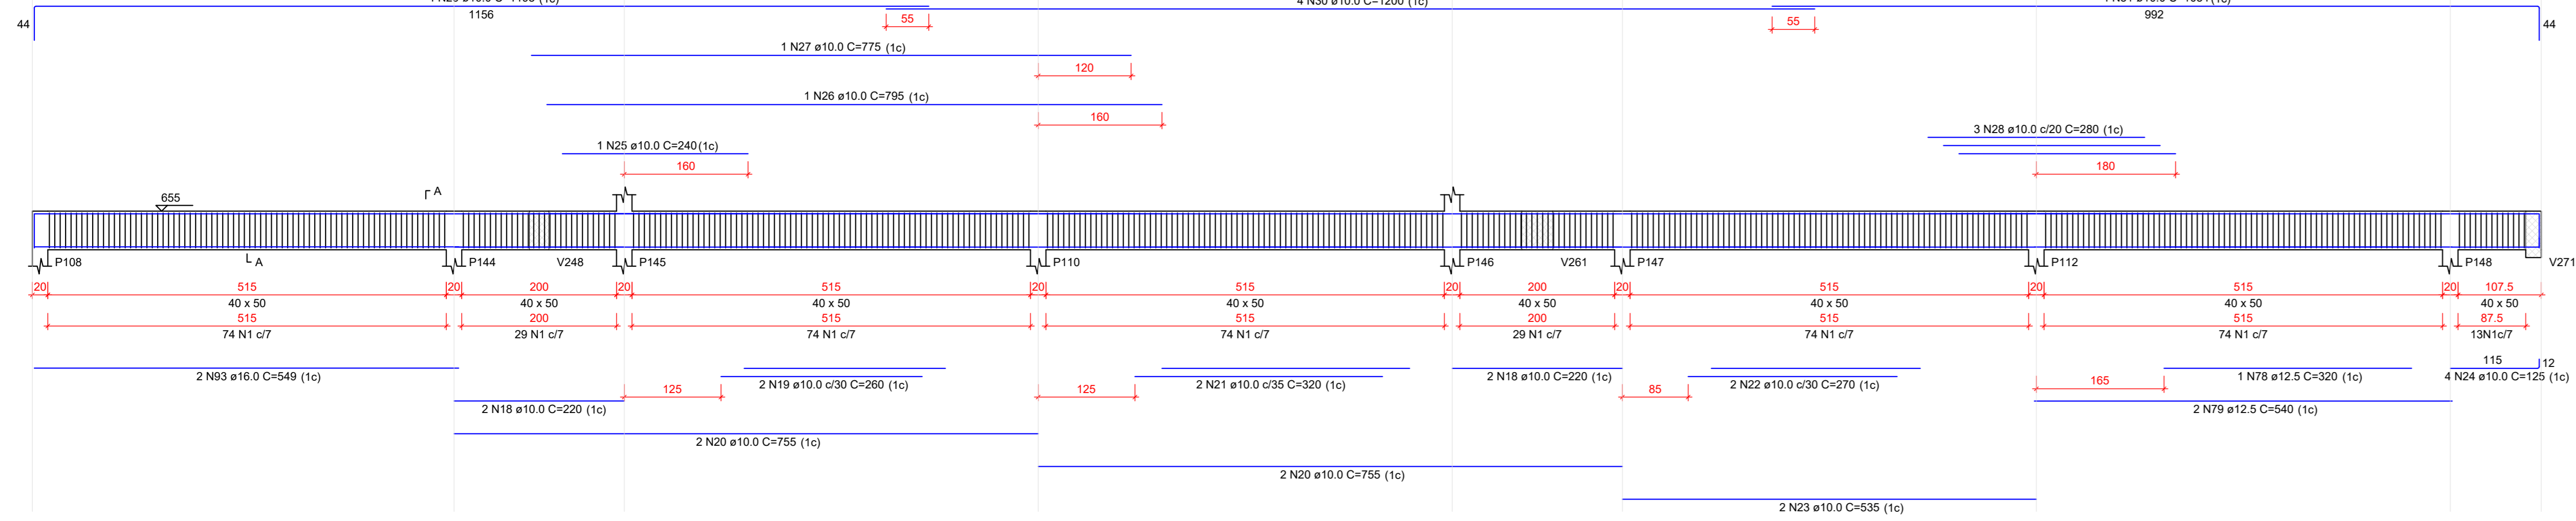 44
1156
4 N30 ø10.0 C=1200 (1c)
992
44
55
55
1 N27 ø10.0 C=775 (1c)
120
1 N26 ø10.0 C=795 (1c)
160
3 N28 ø10.0 c/20 C=280 (1c)
1 N25 ø10.0 C=240(1c)
160
180
655
A
P108
A
P144
V248
P145
P110
P146
V261
P147
P112
P148
V271
20 515 20 200 20 515 20 515 20 200 20 515 20 515 20 107.5
40 x 50 40 x 50 40 x 50 40 x 50 40 x 50 40 x 50 40 x 50 40 x 50
515 200 515 515 200 515 515 87.5
74 N1 c/7 29 N1 c/7 74 N1 c/7 74 N1 c/7 29 N1 c/7 74 N1 c/7 74 N1 c/7 13N1c/7
115
12
2 N93 ø16.0 C=549 (1c)
2 N19 ø10.0 c/30 C=260 (1c)
2 N21 ø10.0 c/35 C=320 (1c)
2 N18 ø10.0 C=220 (1c)
2 N22 ø10.0 c/30 C=270 (1c)
1 N78 ø12.5 C=320 (1c)
4 N24 ø10.0 C=125 (1c)
125
125
85
165
2 N18 ø10.0 C=220 (1c)
2 N79 ø12.5 C=540 (1c)
2 N20 ø10.0 C=755 (1c)
2 N20 ø10.0 C=755 (1c)
2 N23 ø10.0 C=535 (1c)